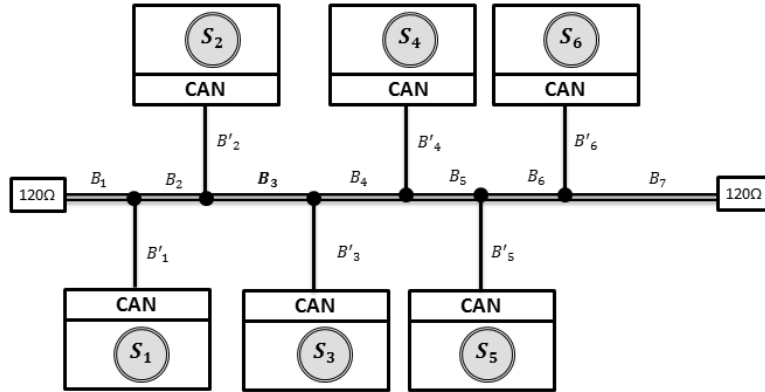 S₂ S₄ S₆
CAN CAN CAN
B'₂ B'₄ B'₆
120Ω B₁ B₂ B₃ B₄ B₅ B₆ B₇ 120Ω
B'₁ B'₃ B'₅
CAN CAN CAN
S₁ S₃ S₅